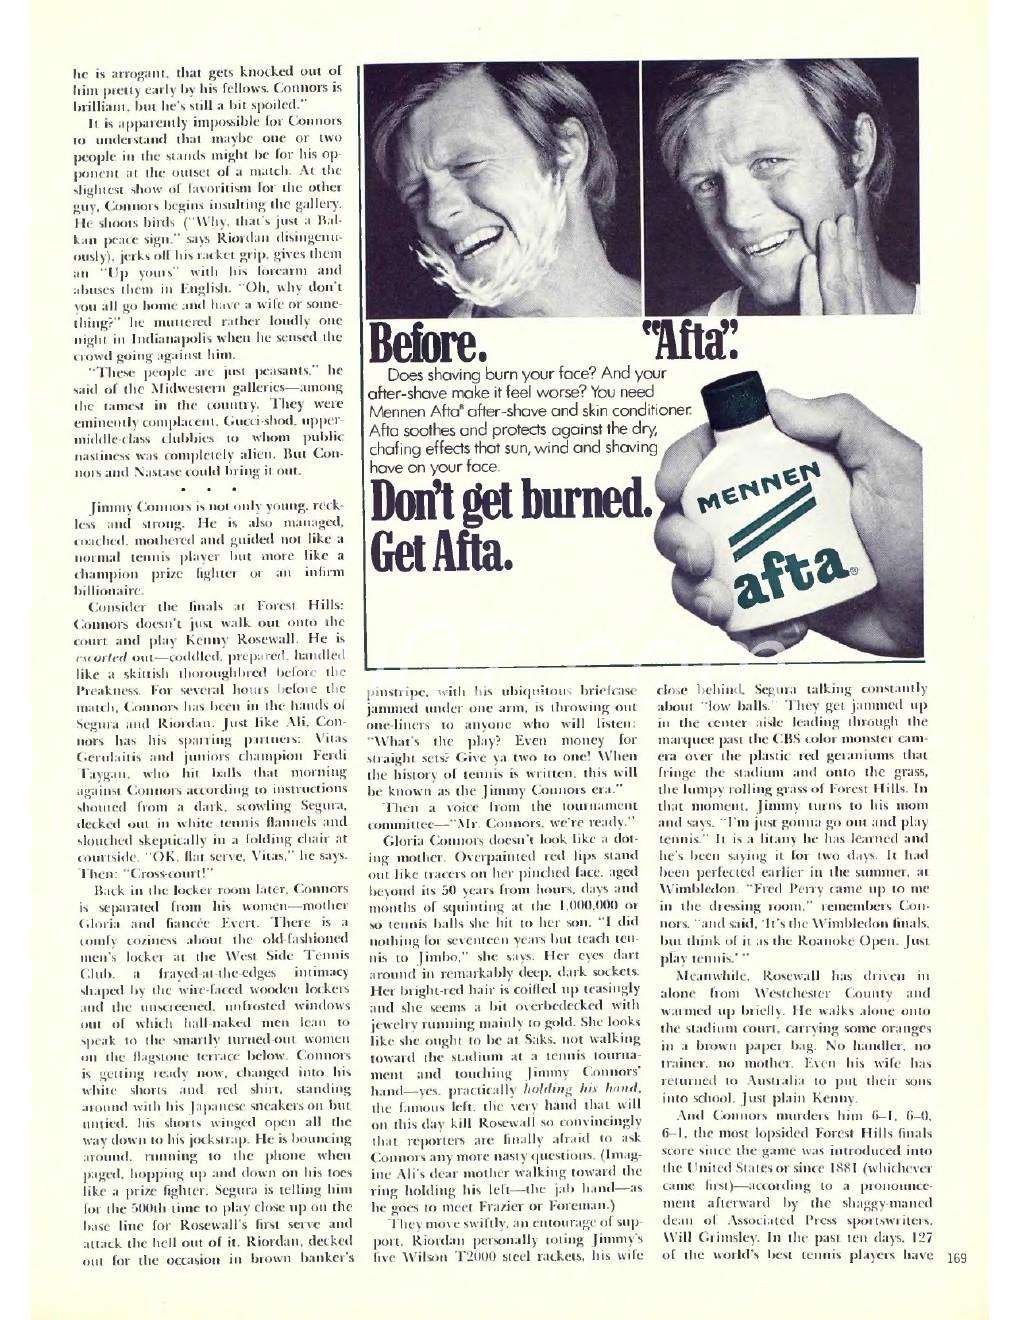 he is arrogant, that gets knocked out of
him pretty early by his fellows. Connors is
brilliant, but he's still a bit spoiled."
It is apparently impossible for Connors
to understand that maybe one or two
people in the stands might be for his op-
ponent at the outset of a match. At the
slightest show of favoritism for the other
guy, Connors begins insulting the gallery.
He shoots birds ("Why, that's just a Bal-
kan peace sign," says Riordan disingenu-
ously), jerks off his racket grip, gives them
an "Up yours" with his forearm and
abuses them in English. "Oh, why don't
you all go home and have a wife or some-
thing?" he muttered rather loudly one
night in Indianapolis when he sensed the
crowd going against him.
"These people are just peasants," he
said of the Midwestern galleries—among
the tamest in the country. They were
eminently complacent, Gucci-shod, upper-
middle-class clubbies to whom public
nastiness was completely alien. But Con-
nors and Nastase could bring it out.
• • •
Jimmy Connors is not only young, reck-
less and strong. He is also managed,
coached, mothered and guided not like a
normal tennis player but more like a
champion prize fighter or an infirm
billionaire.
Consider the finals at Forest Hills:
Connors doesn't just walk out onto the
court and play Kenny Rosewall. He is
escorted out—coddled, prepared, handled
like a skittish thoroughbred before the
Preakness. For several hours before the
match, Connors has been in the hands of
Segura and Riordan. Just like Ali, Con-
nors has his sparring partners: Vitas
Gerulaitis and juniors champion Ferdi
Taygan, who hit balls that morning
against Connors according to instructions
shouted from a dark, scowling Segura,
decked out in white tennis flannels and
slouched skeptically in a folding chair at
courtside. "OK, flat serve, Vitas," he says.
Then: "Cross-court!"
Back in the locker room later, Connors
is separated from his women—mother
Gloria and fiancée Evert. There is a
comfy coziness about the old-fashioned
men's locker at the West Side Tennis
Club, a frayed-at-the-edges intimacy
shaped by the wire-faced wooden lockers
and the unscreened, unfrosted windows
out of which half-naked men lean to
speak to the smartly turned-out women
on the flagstone terrace below. Connors
is getting ready now, changed into his
white shorts and red shirt, standing
around with his Japanese sneakers on but
untied, his shorts winged open all the
way down to his jockstrap. He is bouncing
around, running to the phone when
paged, hopping up and down on his toes
like a prize fighter. Segura is telling him
for the 500th time to play close up on the
base line for Rosewall's first serve and
attack the hell out of it. Riordan, decked
out for the occasion in brown banker's
Before. "Afta".
Does shaving burn your face? And your
after-shave make it feel worse? You need
Mennen Afta® after-shave and skin conditioner.
Afta soothes and protects against the dry,
chafing effects that sun, wind and shaving
have on your face.
Don't get burned.
Get Afta.
MENNEN
afta®
pinstripe, with his ubiquitous briefcase
jammed under one arm, is throwing out
one-liners to anyone who will listen:
"What's the play? Even money for
straight sets? Give ya two to one! When
the history of tennis is written, this will
be known as the Jimmy Connors era."
Then a voice from the tournament
committee—"Mr. Connors, we're ready."
Gloria Connors doesn't look like a dot-
ing mother. Overpainted red lips stand
out like tracers on her pinched face, aged
beyond its 50 years from hours, days and
months of squinting at the 1,000,000 or
so tennis balls she hit to her son. "I did
nothing for seventeen years but teach ten-
nis to Jimbo," she says. Her eyes dart
around in remarkably deep, dark sockets.
Her bright-red hair is coiffed up teasingly
and she seems a bit overbedecked with
jewelry running mainly to gold. She looks
like she ought to be at Saks, not walking
toward the stadium at a tennis tourna-
ment and touching Jimmy Connors'
hand—yes, practically holding his hand,
the famous left, the very hand that will
on this day kill Rosewall so convincingly
that reporters are finally afraid to ask
Connors any more nasty questions. (Imag-
ine Ali's dear mother walking toward the
ring holding his left—the jab hand—as
he goes to meet Frazier or Foreman.)
They move swiftly, an entourage of sup-
port, Riordan personally toting Jimmy's
five Wilson T2000 steel rackets, his wife
close behind, Segura talking constantly
about "low balls." They get jammed up
in the center aisle leading through the
marquee past the CBS color monster cam-
era over the plastic red geraniums that
fringe the stadium and onto the grass,
the lumpy rolling grass of Forest Hills. In
that moment, Jimmy turns to his mom
and says, "I'm just gonna go out and play
tennis." It is a litany he has learned and
he's been saying it for two days. It had
been perfected earlier in the summer, at
Wimbledon. "Fred Perry came up to me
in the dressing room," remembers Con-
nors, "and said, 'It's the Wimbledon finals,
but think of it as the Roanoke Open. Just
play tennis.' "
Meanwhile, Rosewall has driven in
alone from Westchester County and
warmed up briefly. He walks alone onto
the stadium court, carrying some oranges
in a brown paper bag. No handler, no
trainer, no mother. Even his wife has
returned to Australia to put their sons
into school. Just plain Kenny.
And Connors murders him 6–1, 6–0,
6–1, the most lopsided Forest Hills finals
score since the game was introduced into
the United States or since 1881 (whichever
came first)—according to a pronounce-
ment afterward by the shaggy-maned
dean of Associated Press sportswriters,
Will Grimsley. In the past ten days, 127
of the world's best tennis players have
169